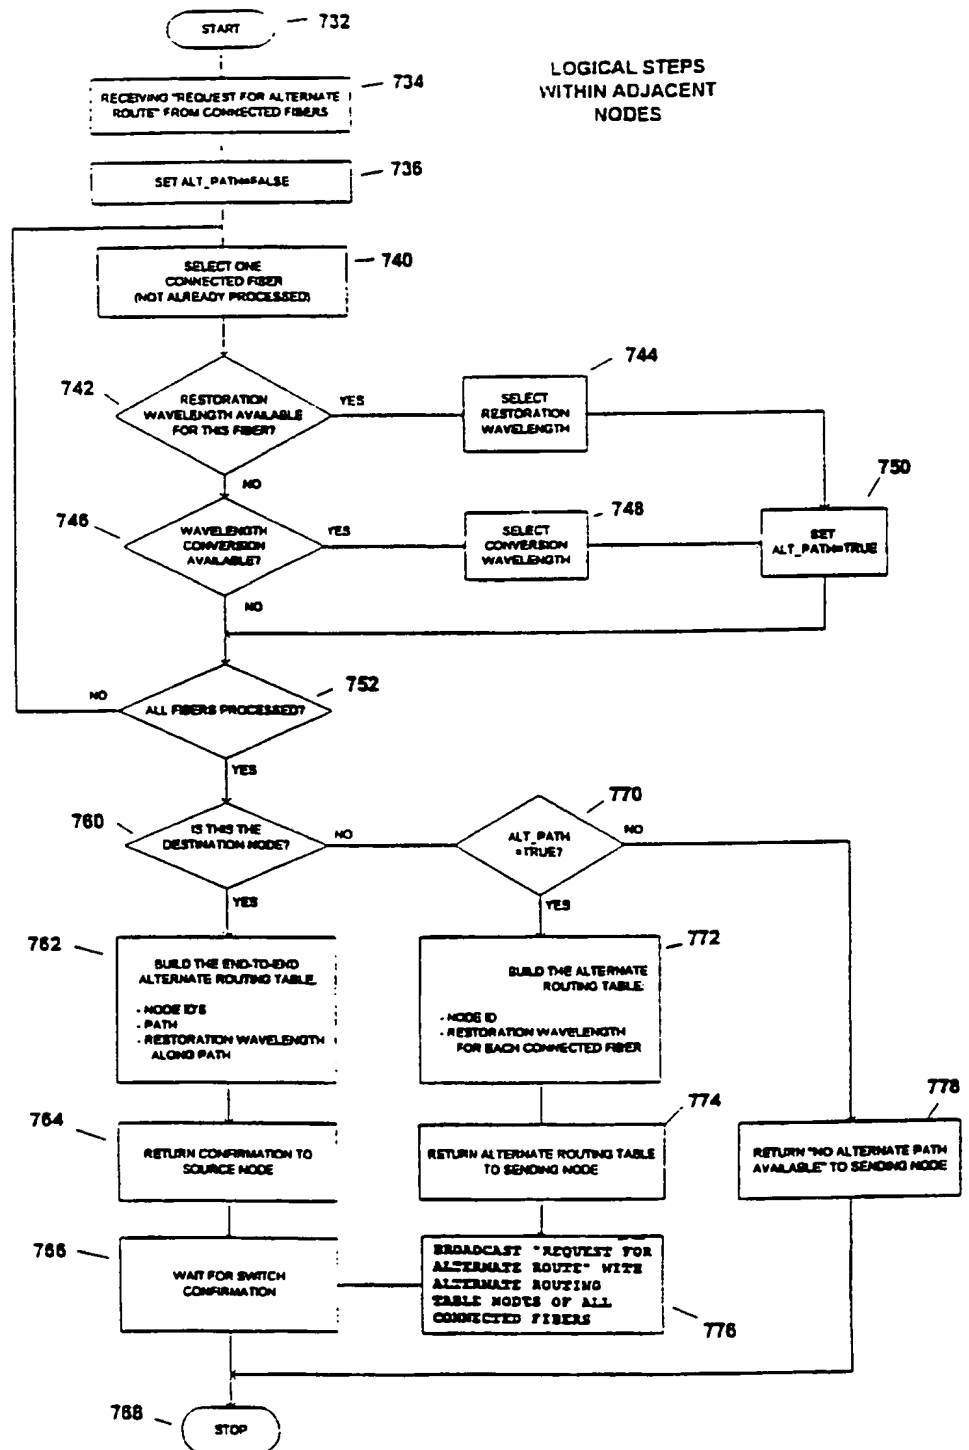 START
732
LOGICAL STEPS
WITHIN ADJACENT
NODES
734
RECEIVING "REQUEST FOR ALTERNATE
ROUTE" FROM CONNECTED FIBERS
736
SET ALT_PATH=FALSE
740
SELECT ONE
CONNECTED FIBER
(NOT ALREADY PROCESSED)
742
RESTORATION
WAVELENGTH AVAILABLE
FOR THIS FIBER?
YES
744
SELECT
RESTORATION
WAVELENGTH
NO
746
WAVELENGTH
CONVERSION
AVAILABLE?
YES
748
SELECT
CONVERSION
WAVELENGTH
750
SET
ALT_PATH=TRUE
NO
NO
752
ALL FIBERS PROCESSED?
YES
760
IS THIS THE
DESTINATION NODE?
NO
770
ALT_PATH
=TRUE?
NO
YES
YES
762
BUILD THE END-TO-END
ALTERNATE ROUTING TABLE.
- NODE ID'S
- PATH
- RESTORATION WAVELENGTH
ALONG PATH
772
BUILD THE ALTERNATE
ROUTING TABLE:
- NODE ID
- RESTORATION WAVELENGTH
FOR EACH CONNECTED FIBER
764
RETURN CONFIRMATION TO
SOURCE NODE
774
RETURN ALTERNATE ROUTING TABLE
TO SENDING NODE
778
RETURN "NO ALTERNATE PATH
AVAILABLE" TO SENDING NODE
766
WAIT FOR SWITCH
CONFIRMATION
BROADCAST "REQUEST FOR
ALTERNATE ROUTE" WITH
ALTERNATE ROUTING
TABLE NODES OF ALL
CONNECTED FIBERS
776
768
STOP